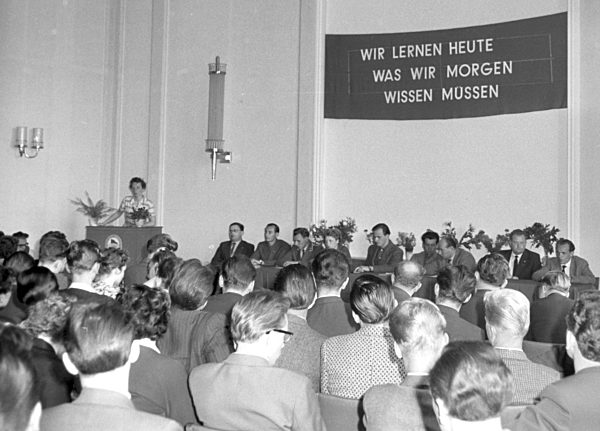 WIR LERNEN HEUTE
WAS WIR MORGEN
WISSEN MÜSSEN